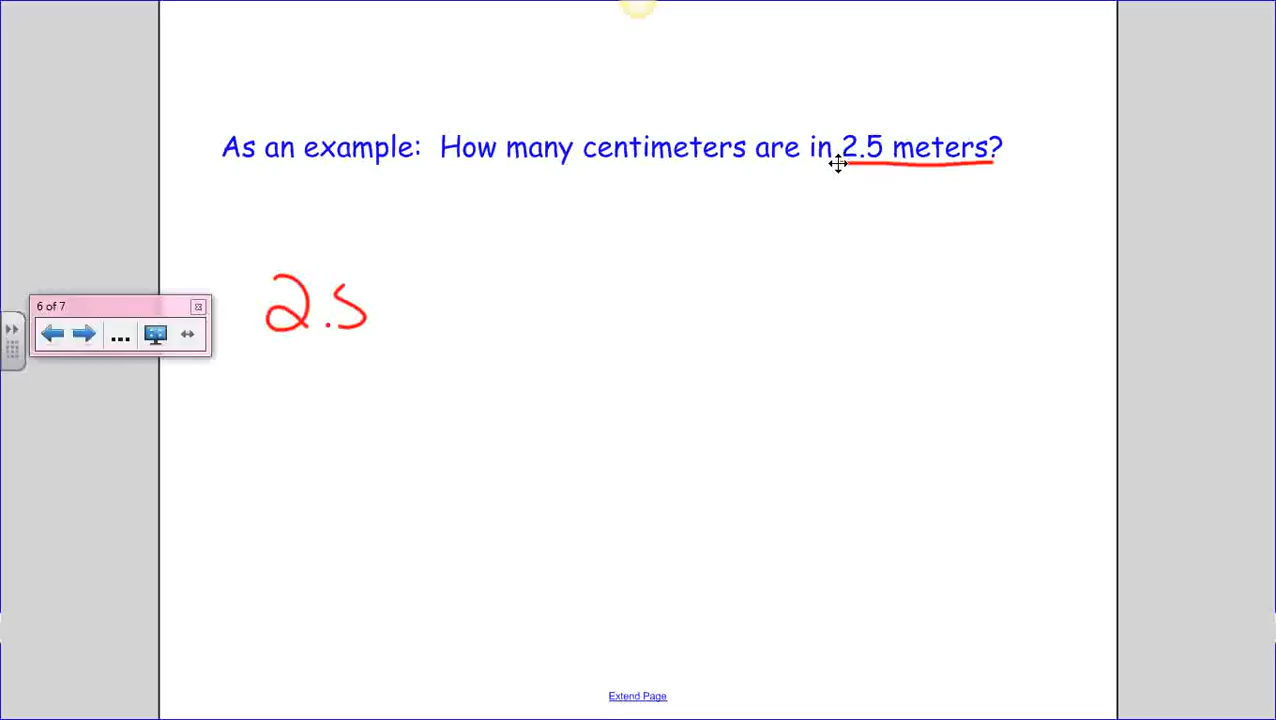 As an example: How many centimeters are in 2.5 meters?
2.5
6 of 7
...
Extend Page